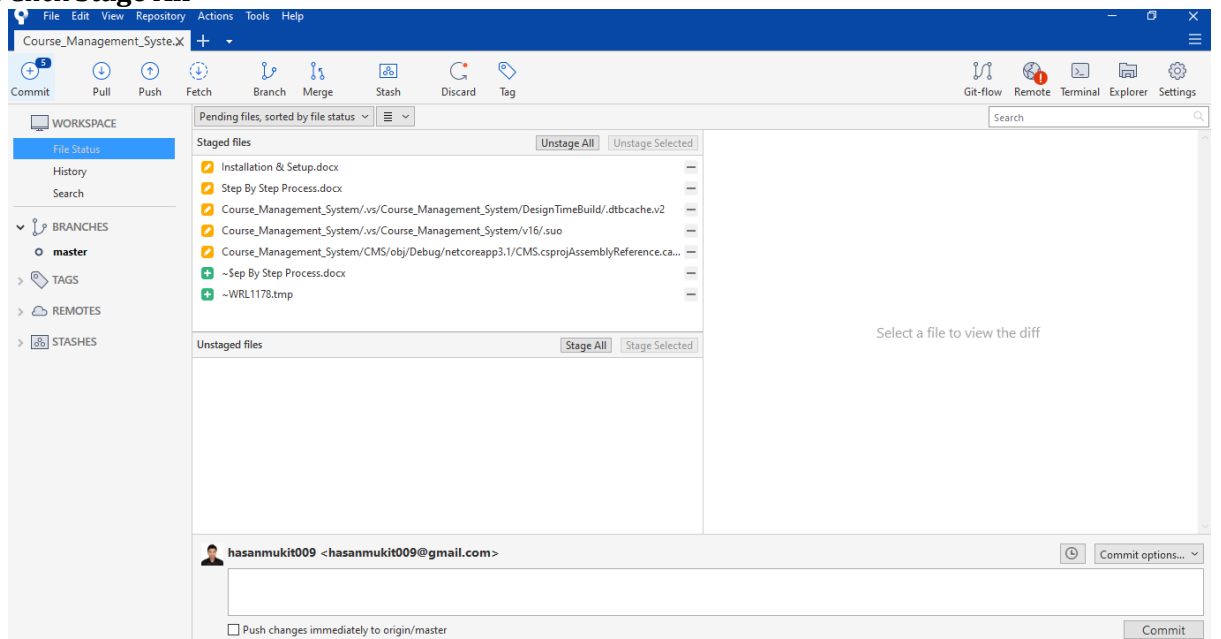 Click Stage All
File Edit View Repository Actions Tools Help
Course_Management_Syste.
5
Commit Pull Push Fetch Branch Merge Stash Discard Tag Git-flow Remote Terminal Explorer Settings
WORKSPACE
File Status
History
Search
BRANCHES
master
TAGS
REMOTES
STASHES
Pending files, sorted by file status
Search
Staged files Unstage All Unstage Selected
Installation & Setup.docx
Step By Step Process.docx
Course_Management_System/.vs/Course_Management_System/DesignTimeBuild/.dtbcache.v2
Course_Management_System/.vs/Course_Management_System/v16/.suo
Course_Management_System/CMS/obj/Debug/netcoreapp3.1/CMS.csprojAssemblyReference.ca...
~$ep By Step Process.docx
~WRL1178.tmp
Unstaged files Stage All Stage Selected
Select a file to view the diff
hasanmukit009 <hasanmukit009@gmail.com>
Commit options...
Push changes immediately to origin/master
Commit